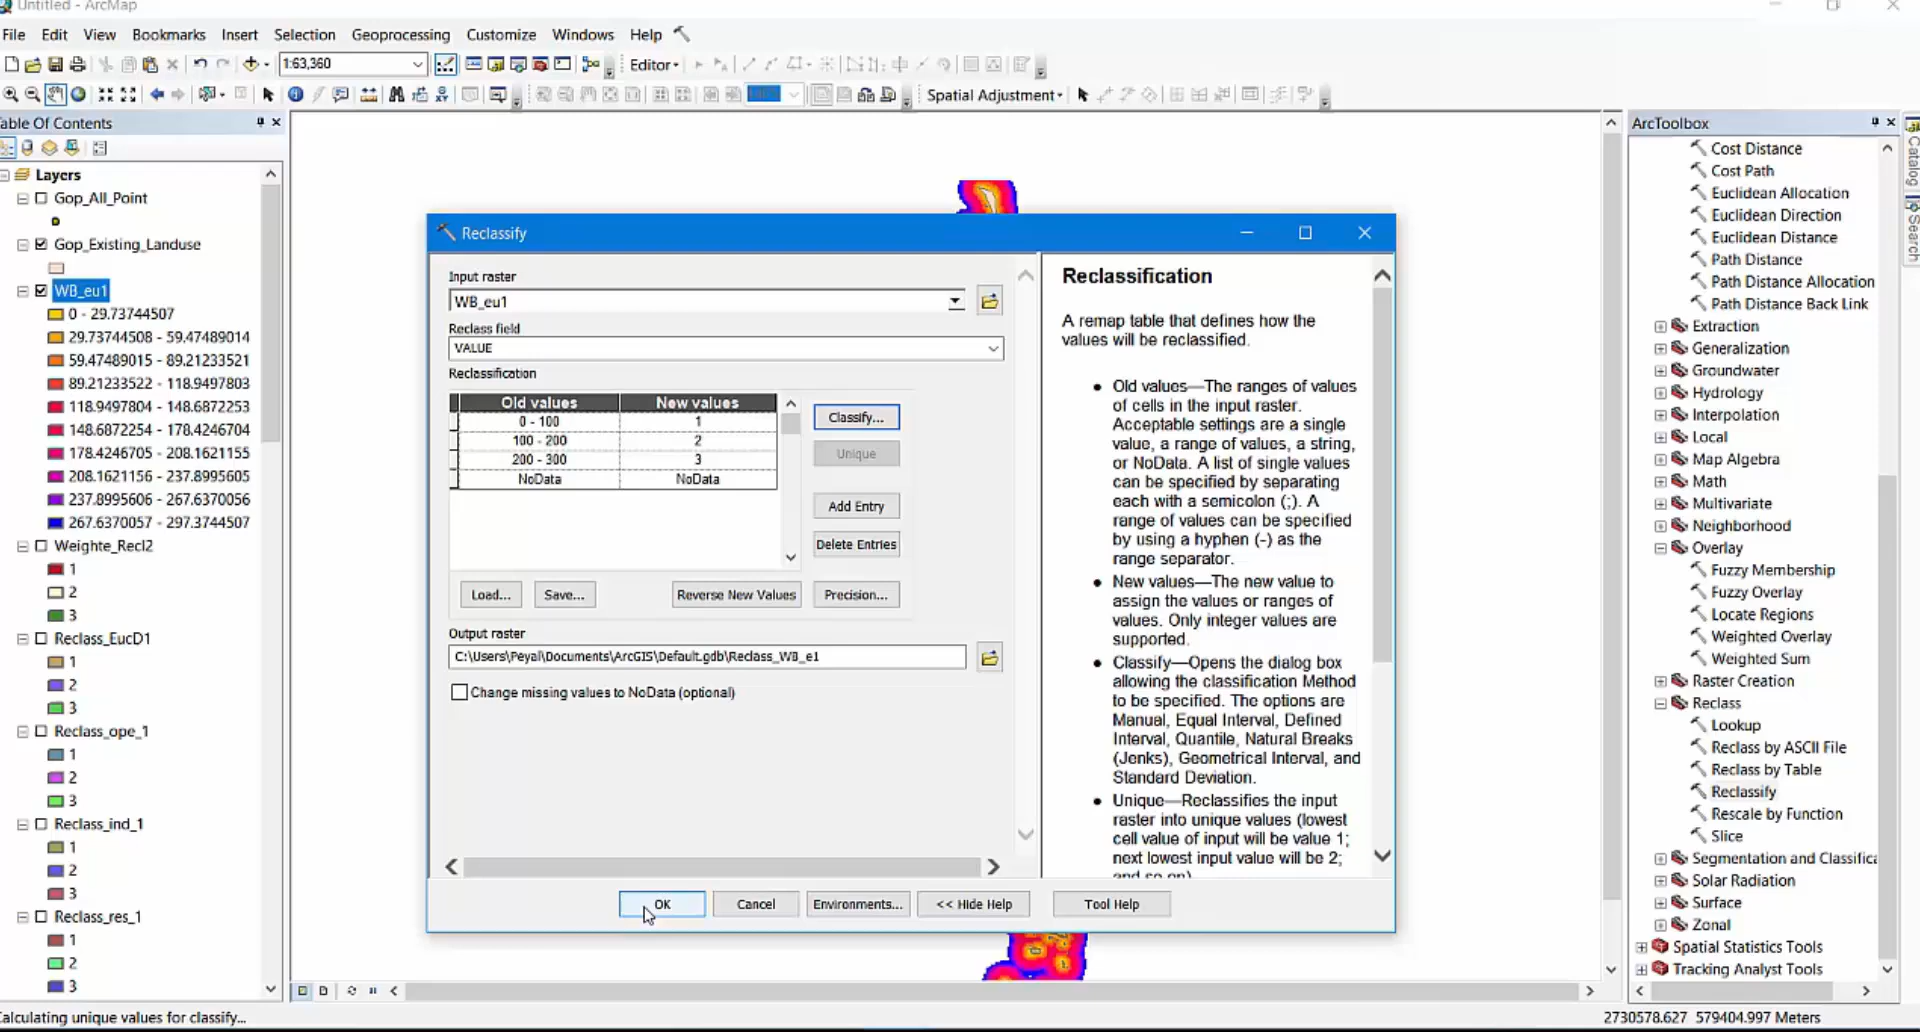 Untitled - ArcMap
File Edit View Bookmarks Insert Selection Geoprocessing Customize Windows Help
1:63,360
Editor
Spatial Adjustment
able Of Contents
Layers
Gop_All_Point
Gop_Existing_Landuse
WB_eu1
0 - 29.73744507
29.73744508 - 59.47489014
59.47489015 - 89.21233521
89.21233522 - 118.9497803
118.9497804 - 148.6872253
148.6872254 - 178.4246704
178.4246705 - 208.1621155
208.1621156 - 237.8995605
237.8995606 - 267.6370056
267.6370057 - 297.3744507
Weighte_Recl2
1
2
3
Reclass_EucD1
1
2
3
Reclass_ope_1
1
2
3
Reclass_ind_1
1
2
3
Reclass_res_1
1
2
3
Reclassify
Input raster
WB_eu1
Reclass field
VALUE
Reclassification
Old values New values
0 - 100 1
100 - 200 2
200 - 300 3
NoData NoData
Classify...
Unique
Add Entry
Delete Entries
Load... Save... Reverse New Values Precision...
Output raster
C:\Users\Peyal\Documents\ArcGIS\Default.gdb\Reclass_WB_e1
Change missing values to NoData (optional)
OK Cancel Environments... << Hide Help Tool Help
Reclassification
A remap table that defines how the
values will be reclassified.
• Old values—The ranges of values
of cells in the input raster.
Acceptable settings are a single
value, a range of values, a string,
or NoData. A list of single values
can be specified by separating
each with a semicolon (;). A
range of values can be specified
by using a hyphen (-) as the
range separator.
• New values—The new value to
assign the values or ranges of
values. Only integer values are
supported.
• Classify—Opens the dialog box
allowing the classification Method
to be specified. The options are
Manual, Equal Interval, Defined
Interval, Quantile, Natural Breaks
(Jenks), Geometrical Interval, and
Standard Deviation.
• Unique—Reclassifies the input
raster into unique values (lowest
cell value of input will be value 1;
next lowest input value will be 2;
and so on)
ArcToolbox
Cost Distance
Cost Path
Euclidean Allocation
Euclidean Direction
Euclidean Distance
Path Distance
Path Distance Allocation
Path Distance Back Link
Extraction
Generalization
Groundwater
Hydrology
Interpolation
Local
Map Algebra
Math
Multivariate
Neighborhood
Overlay
Fuzzy Membership
Fuzzy Overlay
Locate Regions
Weighted Overlay
Weighted Sum
Raster Creation
Reclass
Lookup
Reclass by ASCII File
Reclass by Table
Reclassify
Rescale by Function
Slice
Segmentation and Classifica
Solar Radiation
Surface
Zonal
Spatial Statistics Tools
Tracking Analyst Tools
Catalog
Search
Calculating unique values for classify...
2730578.627 579404.997 Meters